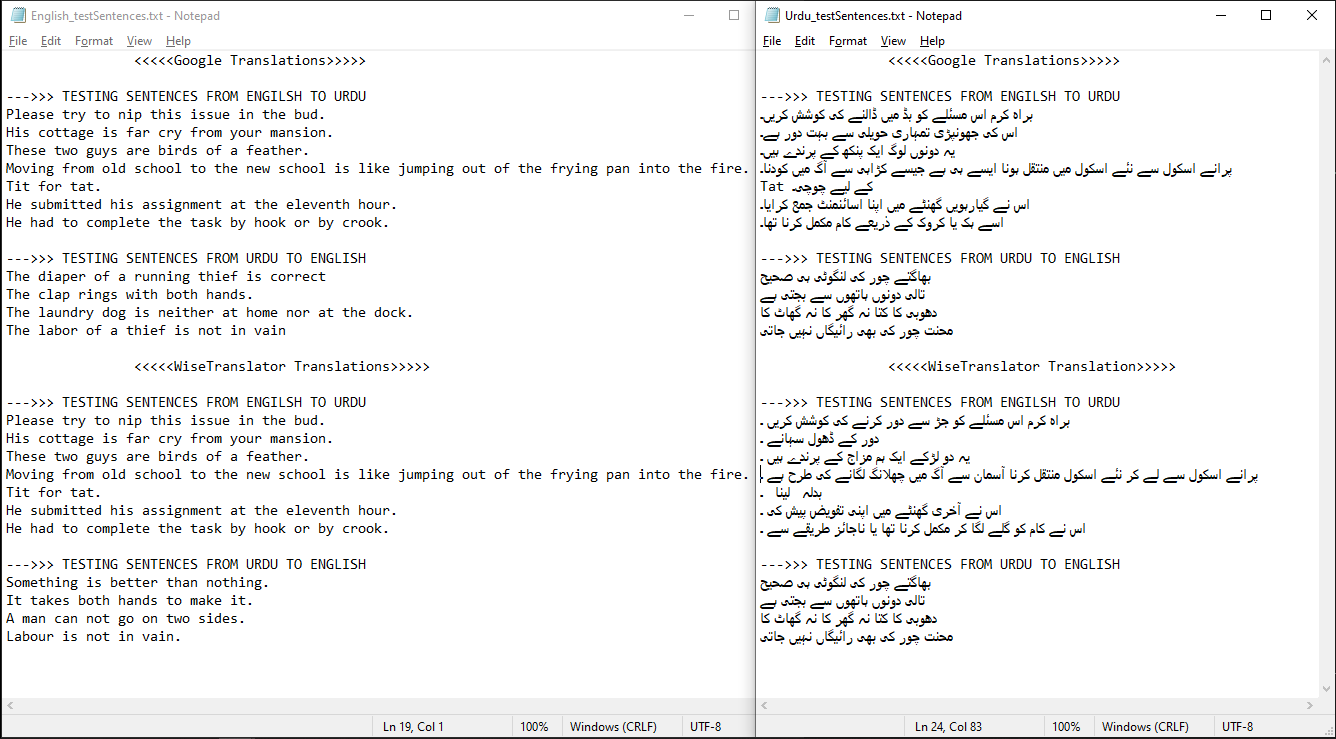 English_testSentences.txt - Notepad
File Edit Format View Help
<<<<<Google Translations>>>>>
--->>> TESTING SENTENCES FROM ENGILSH TO URDU
Please try to nip this issue in the bud.
His cottage is far cry from your mansion.
These two guys are birds of a feather.
Moving from old school to the new school is like jumping out of the frying pan into the fire.
Tit for tat.
He submitted his assignment at the eleventh hour.
He had to complete the task by hook or by crook.
--->>> TESTING SENTENCES FROM URDU TO ENGLISH
The diaper of a running thief is correct
The clap rings with both hands.
The laundry dog is neither at home nor at the dock.
The labor of a thief is not in vain
<<<<<WiseTranslator Translations>>>>>
--->>> TESTING SENTENCES FROM ENGILSH TO URDU
Please try to nip this issue in the bud.
His cottage is far cry from your mansion.
These two guys are birds of a feather.
Moving from old school to the new school is like jumping out of the frying pan into the fire.
Tit for tat.
He submitted his assignment at the eleventh hour.
He had to complete the task by hook or by crook.
--->>> TESTING SENTENCES FROM URDU TO ENGLISH
Something is better than nothing.
It takes both hands to make it.
A man can not go on two sides.
Labour is not in vain.
Ln 19, Col 1 100% Windows (CRLF) UTF-8
Urdu_testSentences.txt - Notepad
File Edit Format View Help
<<<<<Google Translations>>>>>
--->>> TESTING SENTENCES FROM ENGILSH TO URDU
براہ کرم اس مسئلے کو بڈ میں ڈالنے کی کوشش کریں۔
اس کی جھونپڑی تمہاری حویلی سے بہت دور ہے۔
یہ دونوں لوگ ایک پنکھ کے پرندے ہیں۔
پرانے اسکول سے نئے اسکول میں منتقل ہونا ایسے ہی ہے جیسے کڑاہی سے آگ میں کودنا۔
Tat کے لیے چوچی۔
اس نے گیارہویں گھنٹے میں اپنا اسائنمنٹ جمع کرایا۔
اسے ہک یا کروک کے ذریعے کام مکمل کرنا تھا۔
--->>> TESTING SENTENCES FROM URDU TO ENGLISH
بھاگتے چور کی لنگوٹی ہی صحیح
تالی دونوں ہاتھوں سے بجتی ہے
دھوبی کا کتا نہ گھر کا نہ گھاٹ کا
محنت چور کی بھی رائیگاں نہیں جاتی
<<<<<WiseTranslator Translation>>>>>
--->>> TESTING SENTENCES FROM ENGILSH TO URDU
براہ کرم اس مسئلے کو جڑ سے دور کرنے کی کوشش کریں ۔
دور کے ڈھول سہانے ۔
یہ دو لڑکے ایک ہم مزاج کے پرندے ہیں ۔
پرانے اسکول سے لے کر نئے اسکول منتقل کرنا آسمان سے آگ میں چھلانگ لگانے کی طرح ہے ۔
بدلہ لینا ۔
اس نے آخری گھنٹے میں اپنی تفویض پیش کی ۔
اس نے کام کو گلے لگا کر مکمل کرنا تھا یا ناجائز طریقے سے ۔
--->>> TESTING SENTENCES FROM URDU TO ENGLISH
بھاگتے چور کی لنگوٹی ہی صحیح
تالی دونوں ہاتھوں سے بجتی ہے
دھوبی کا کتا نہ گھر کا نہ گھاٹ کا
محنت چور کی بھی رائیگاں نہیں جاتی
Ln 24, Col 83 100% Windows (CRLF) UTF-8